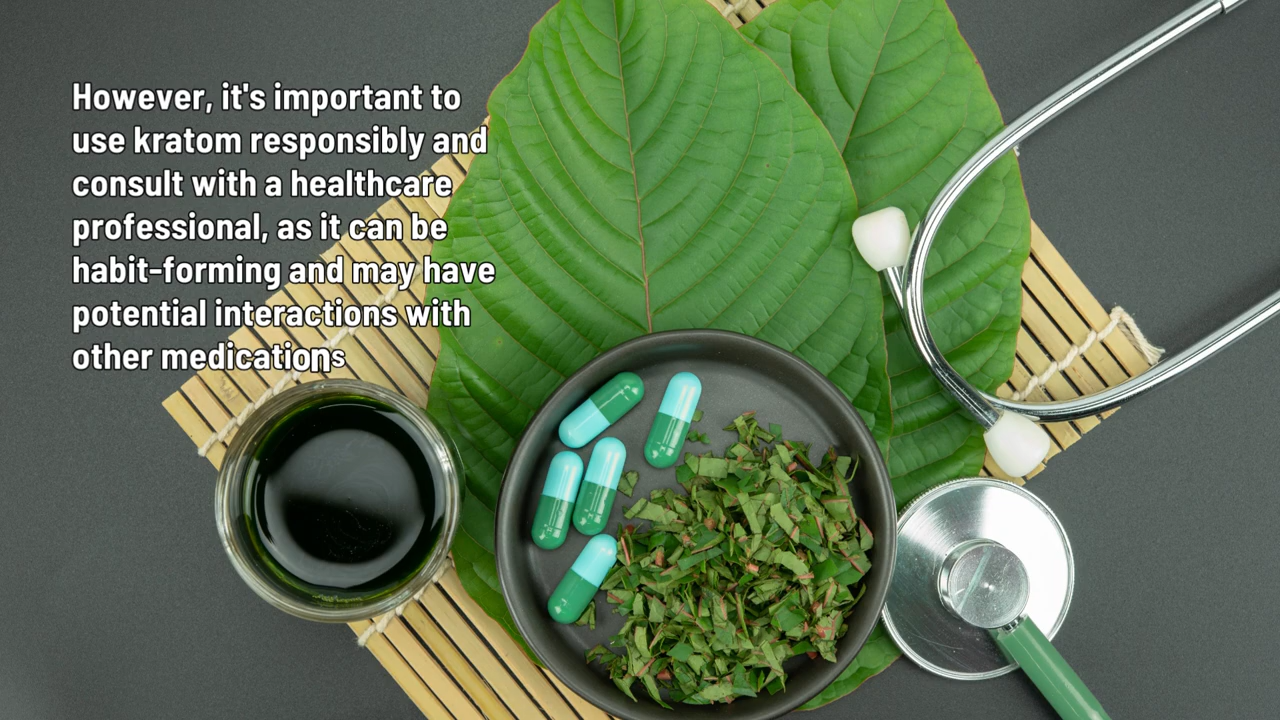 However, it's important to
use kratom responsibly and
consult with a healthcare
professional, as it can be
habit-forming and may have
potential interactions with
other medications